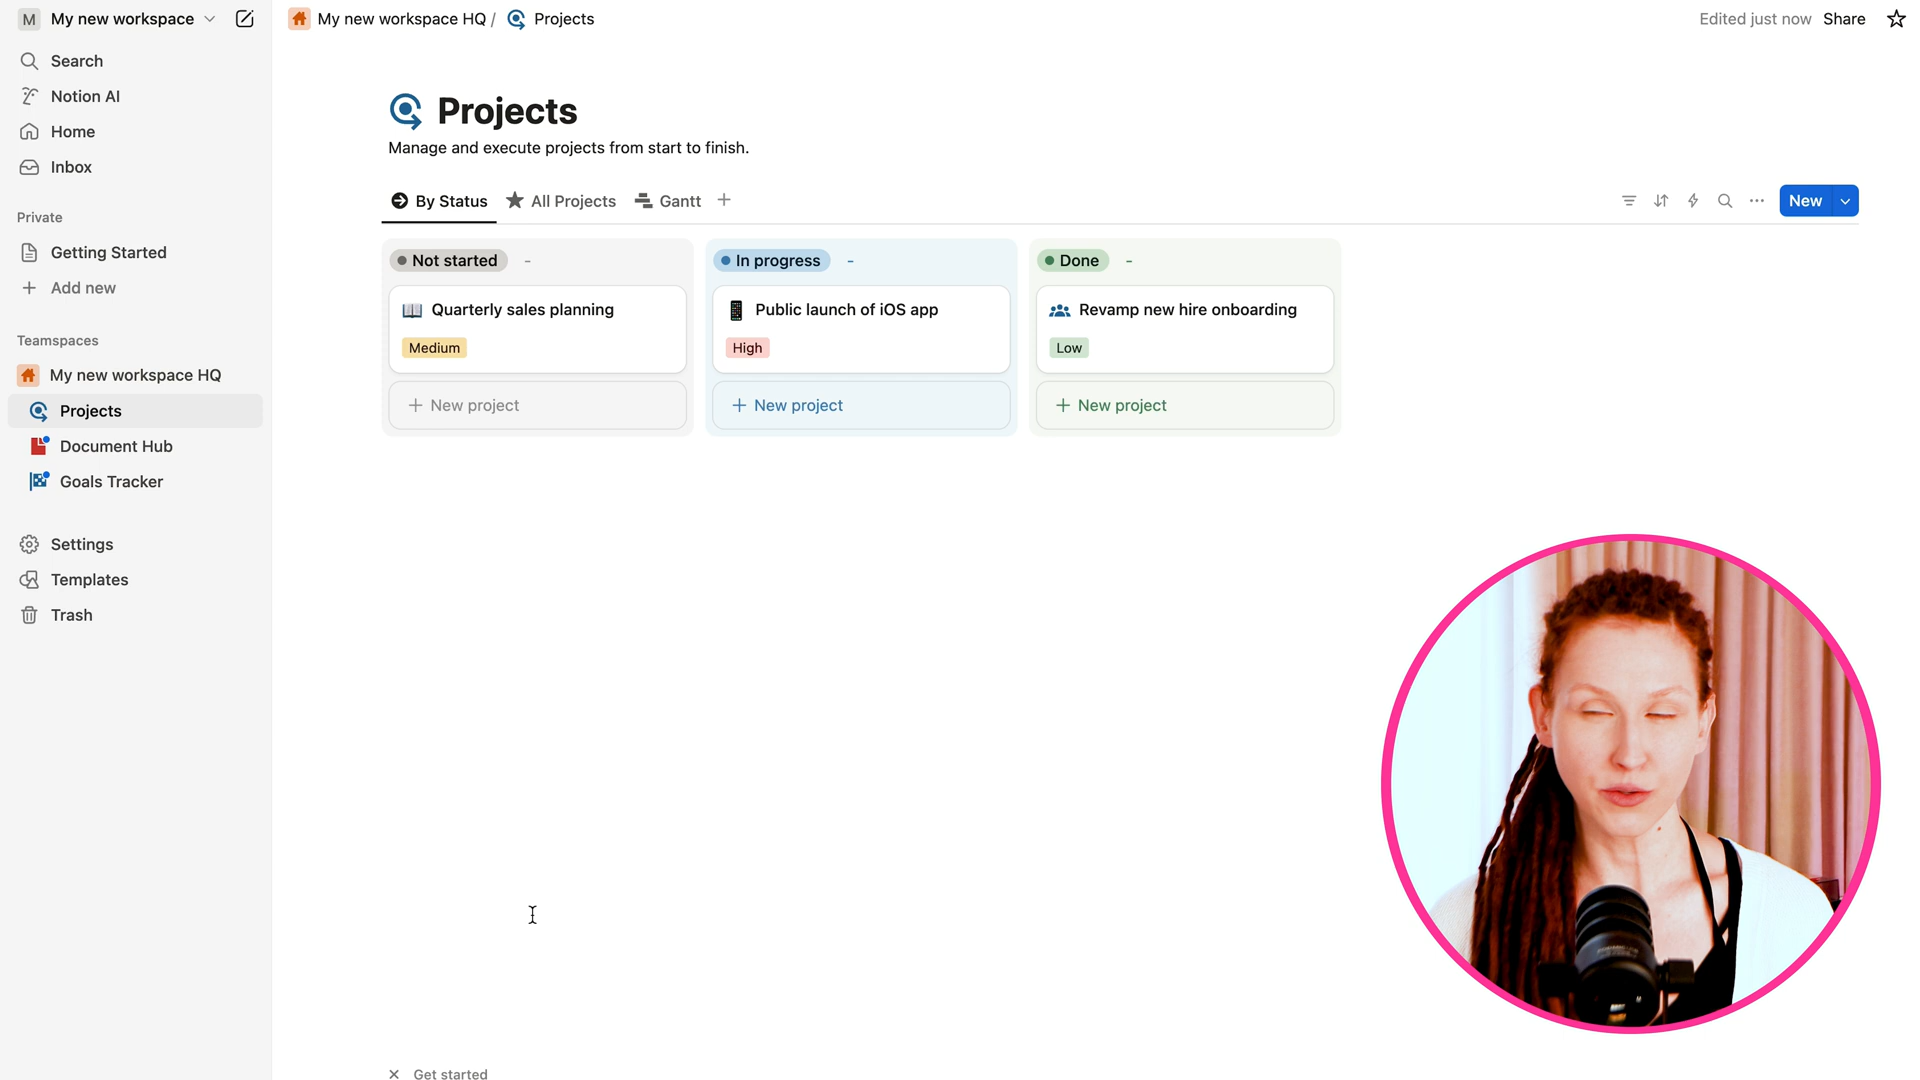 M My new workspace
Search
Notion AI
Home
Inbox
Private
Getting Started
Add new
Teamspaces
My new workspace HQ
Projects
Document Hub
Goals Tracker
Settings
Templates
Trash
My new workspace HQ / Projects
Edited just now Share
Projects
Manage and execute projects from start to finish.
By Status All Projects Gantt
New
Not started -
In progress -
Done -
Quarterly sales planning
Medium
+ New project
Public launch of iOS app
High
+ New project
Revamp new hire onboarding
Low
+ New project
Get started